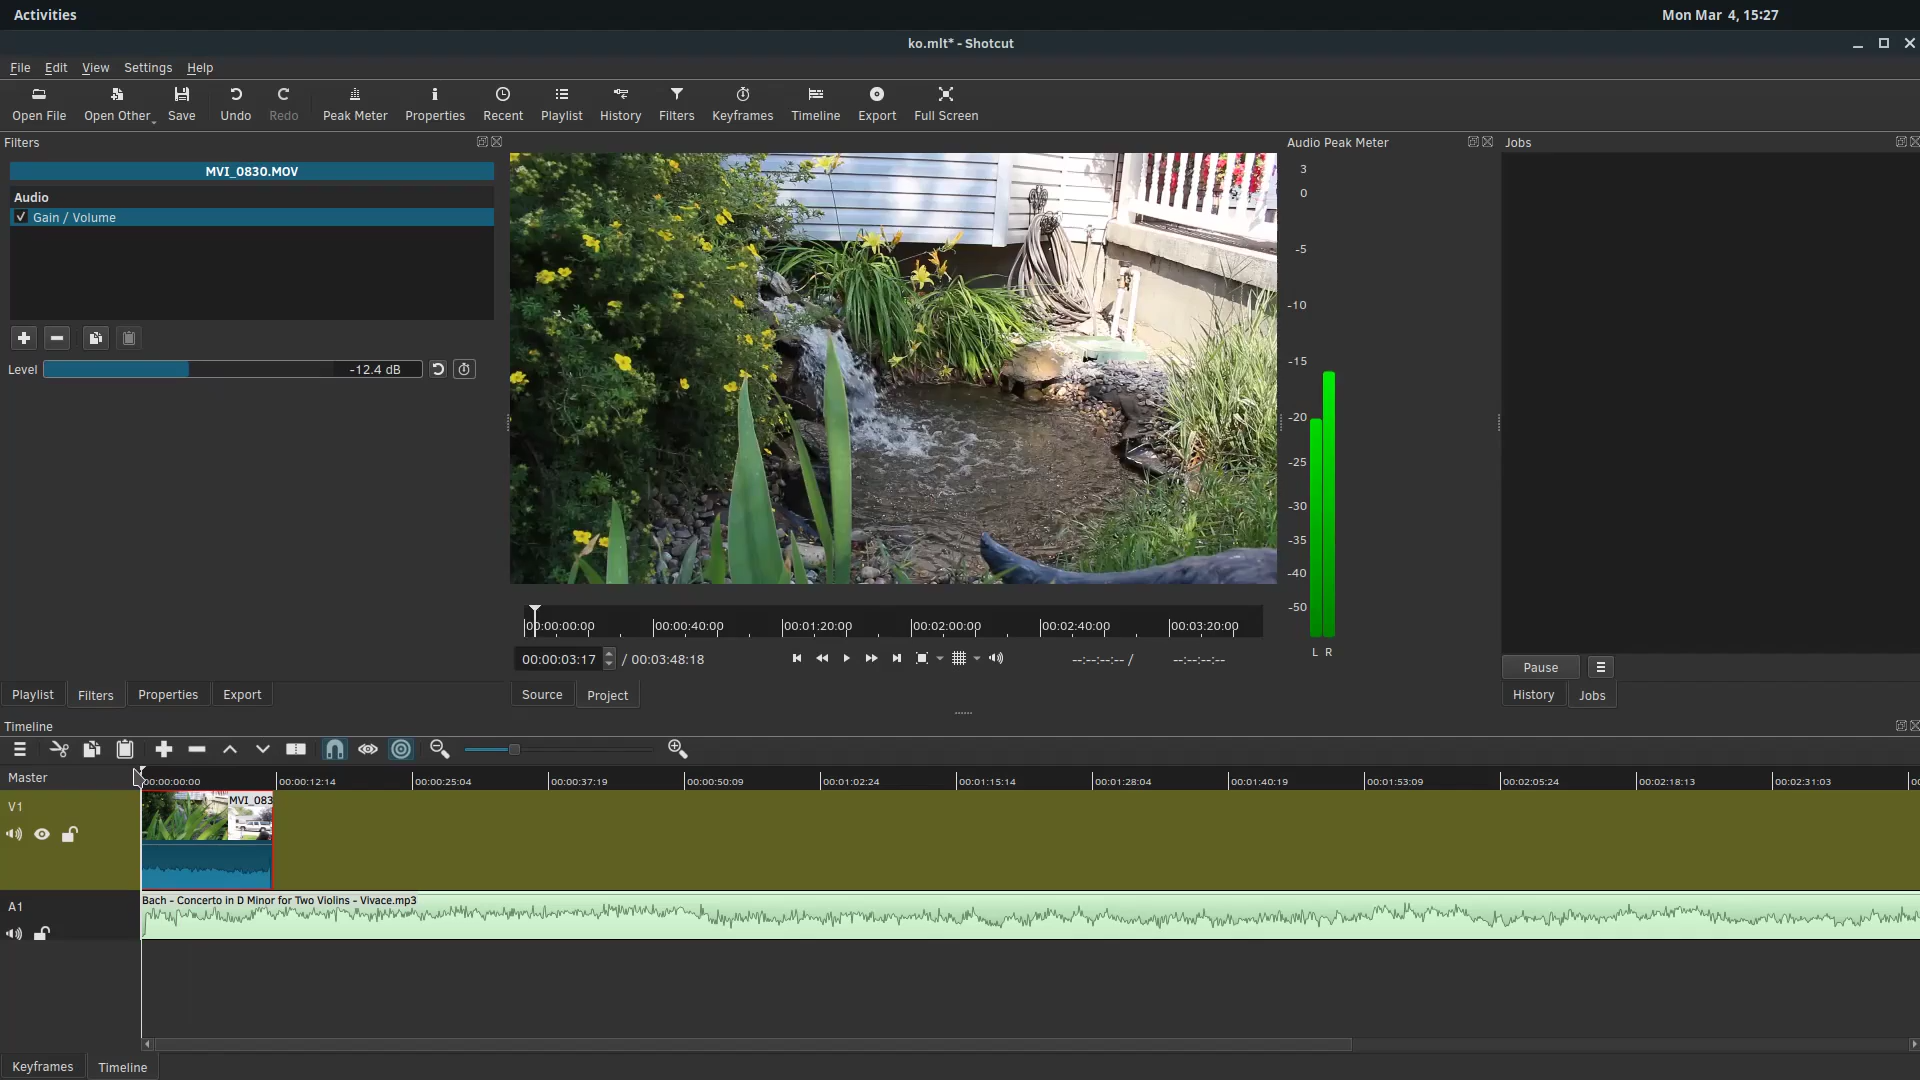 Activities
Mon Mar 4, 15:27
ko.mlt* - Shotcut
File Edit View Settings Help
Open File Open Other Save Undo Redo Peak Meter Properties Recent Playlist History Filters Keyframes Timeline Export Full Screen
Filters
Audio Peak Meter
Jobs
MVI_0830.MOV
Audio
Gain / Volume
Level -12.4 dB
3
0
-5
-10
-15
-20
-25
-30
-35
-40
-50
L R
00:00:00:00 00:00:40:00 00:01:20:00 00:02:00:00 00:02:40:00 00:03:20:00
00:00:03:17 / 00:03:48:18 --:--:--:-- / --:--:--:--
Pause
Playlist Filters Properties Export
Source Project
History Jobs
Timeline
Master
00:00:00:00 00:00:12:14 00:00:25:04 00:00:37:19 00:00:50:09 00:01:02:24 00:01:15:14 00:01:28:04 00:01:40:19 00:01:53:09 00:02:05:24 00:02:18:13 00:02:31:03 00
V1
MVI_083
A1
Bach - Concerto in D Minor for Two Violins - Vivace.mp3
Keyframes Timeline